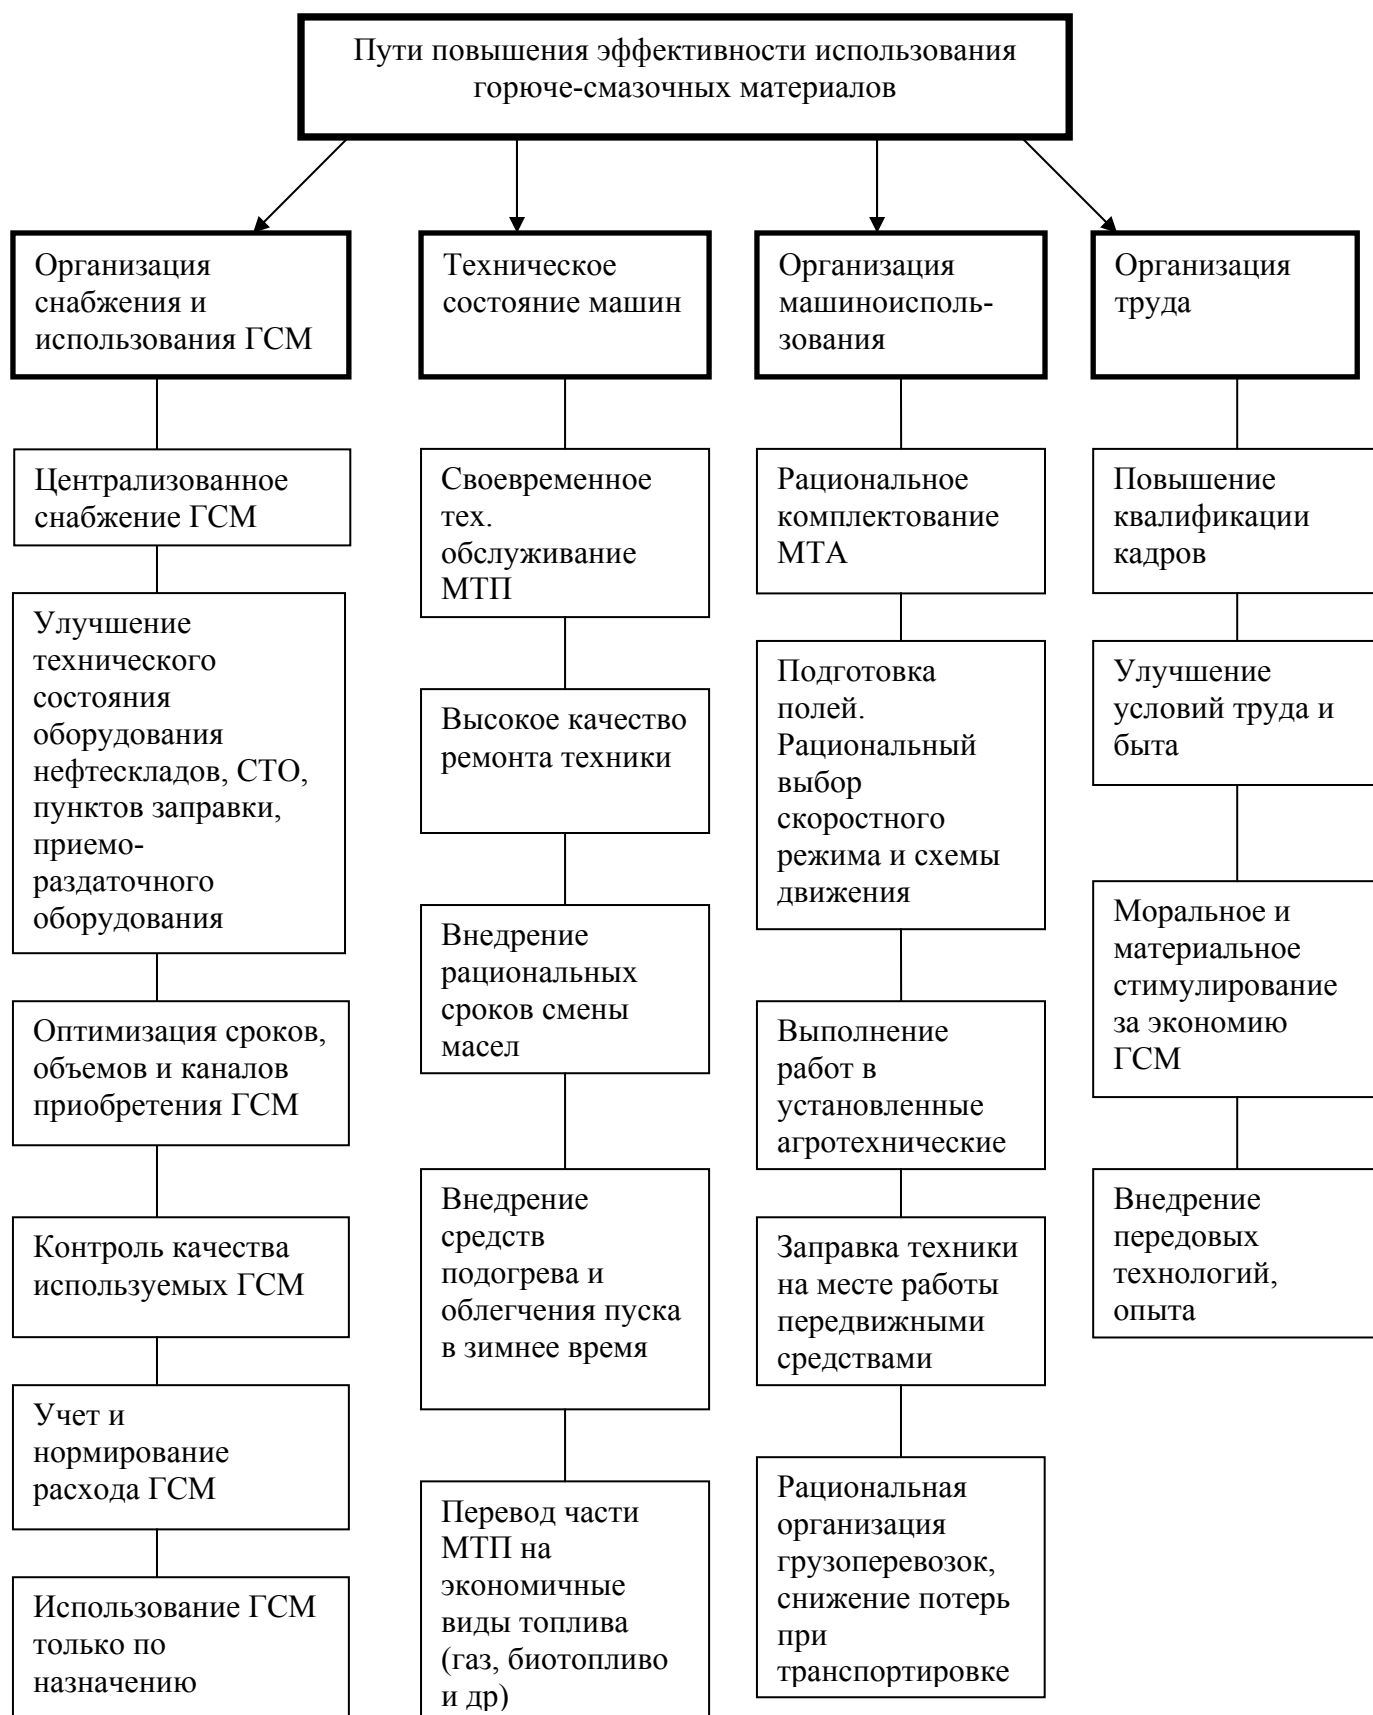 Пути повышения эффективности использования
горюче-смазочных материалов
Организация
снабжения и
использования ГСМ
Централизованное
снабжение ГСМ
Улучшение
технического
состояния
оборудования
нефтескладов, СТО,
пунктов заправки,
приемо-
раздаточного
оборудования
Оптимизация сроков,
объемов и каналов
приобретения ГСМ
Контроль качества
используемых ГСМ
Учет и
нормирование
расхода ГСМ
Использование ГСМ
только по
назначению
Техническое
состояние машин
Своевременное
тех.
обслуживание
МТП
Высокое качество
ремонта техники
Внедрение
рациональных
сроков смены
масел
Внедрение
средств
подогрева и
облегчения пуска
в зимнее время
Перевод части
МТП на
экономичные
виды топлива
(газ, биотопливо
и др)
Организация
машиноисполь-
зования
Рациональное
комплектование
МТА
Подготовка
полей.
Рациональный
выбор
скоростного
режима и схемы
движения
Выполнение
работ в
установленные
агротехнические
Заправка техники
на месте работы
передвижными
средствами
Рациональная
организация
грузоперевозок,
снижение потерь
при
транспортировке
Организация
труда
Повышение
квалификации
кадров
Улучшение
условий труда и
быта
Моральное и
материальное
стимулирование
за экономию
ГСМ
Внедрение
передовых
технологий,
опыта